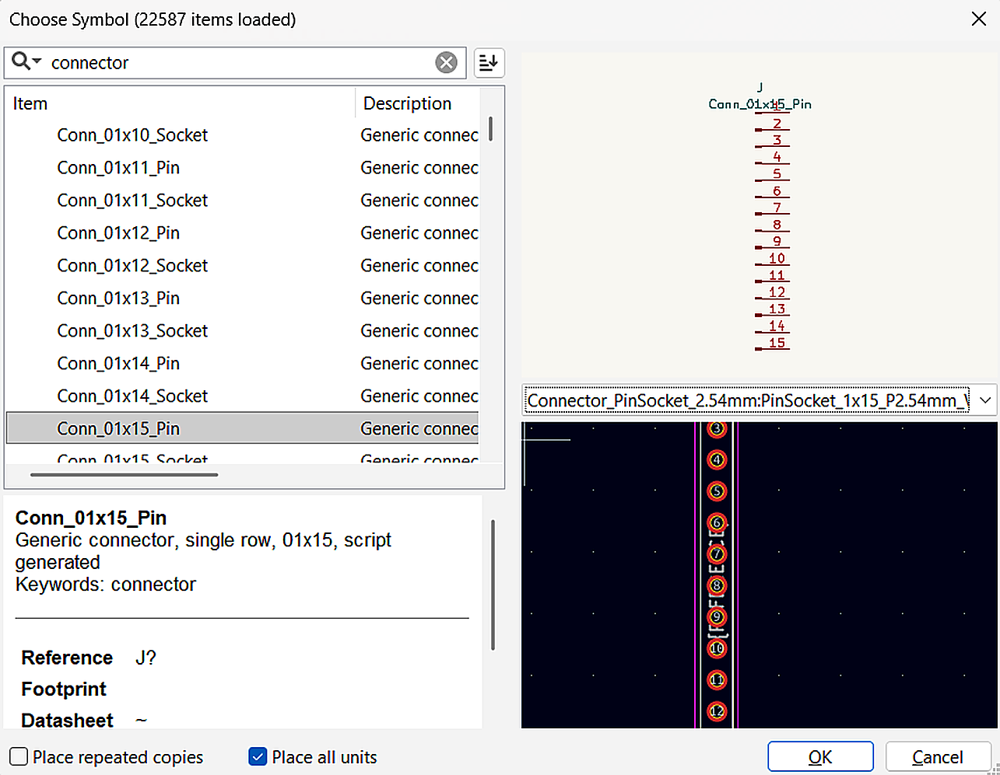 Choose Symbol (22587 items loaded)
connector
Item Description
Conn_01x10_Socket Generic connec
Conn_01x11_Pin Generic connec
Conn_01x11_Socket Generic connec
Conn_01x12_Pin Generic connec
Conn_01x12_Socket Generic connec
Conn_01x13_Pin Generic connec
Conn_01x13_Socket Generic connec
Conn_01x14_Pin Generic connec
Conn_01x14_Socket Generic connec
Conn_01x15_Pin Generic connec
Conn_01x15_Socket Generic connec
Conn_01x15_Pin
Generic connector, single row, 01x15, script
generated
Keywords: connector
Reference J?
Footprint
Datasheet ~
J
Conn_01x15_Pin
1
2
3
4
5
6
7
8
9
10
11
12
13
14
15
Connector_PinSocket_2.54mm:PinSocket_1x15_P2.54mm_V
3
4
5
6
7
8
9
10
11
12
Place repeated copies
Place all units
OK
Cancel